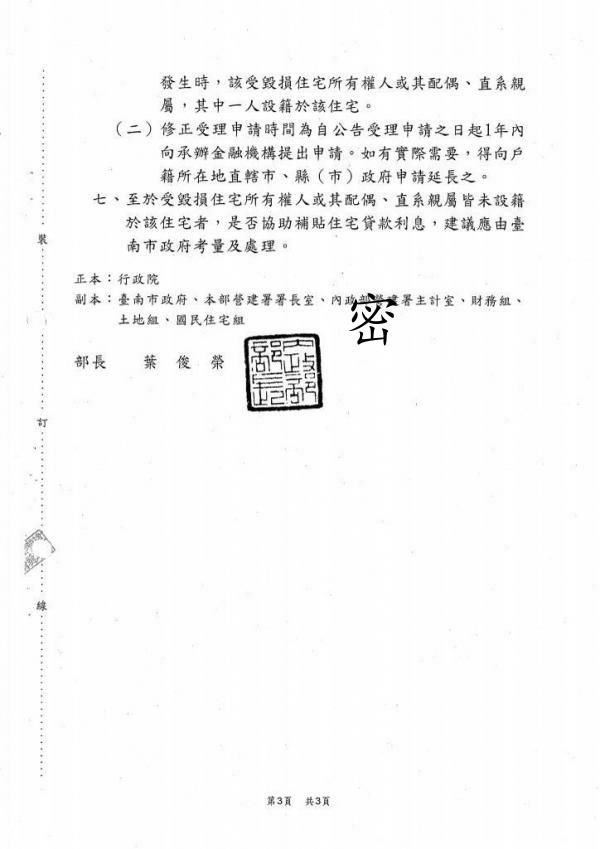 發生時，該受毀損住宅所有權人或其配偶、直系親
屬，其中一人設籍於該住宅。
（二）修正受理申請時間為自公告受理申請之日起1年內
向承辦金融機構提出申請。如有實際需要，得向戶
籍所在地直轄市、縣（市）政府申請延長之。
七、至於受毀損住宅所有權人或其配偶、直系親屬皆未設籍
於該住宅者，是否協助補貼住宅貸款利息，建議應由臺
南市政府考量及處理。
正本：行政院
副本：臺南市政府、本部營建署署長室、內政部營建署主計室、財務組、
土地組、國民住宅組
密
部長　葉俊榮
內政部部長
裝
訂
線
第3頁　共3頁